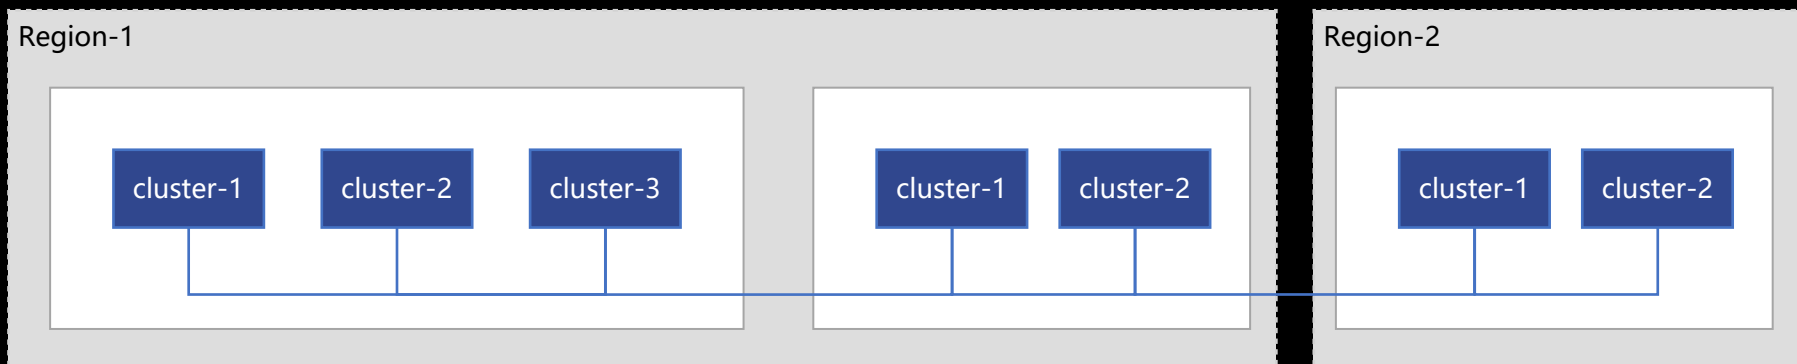 Region-1
Region-2
cluster-1
cluster-2
cluster-3
cluster-1
cluster-2
cluster-1
cluster-2